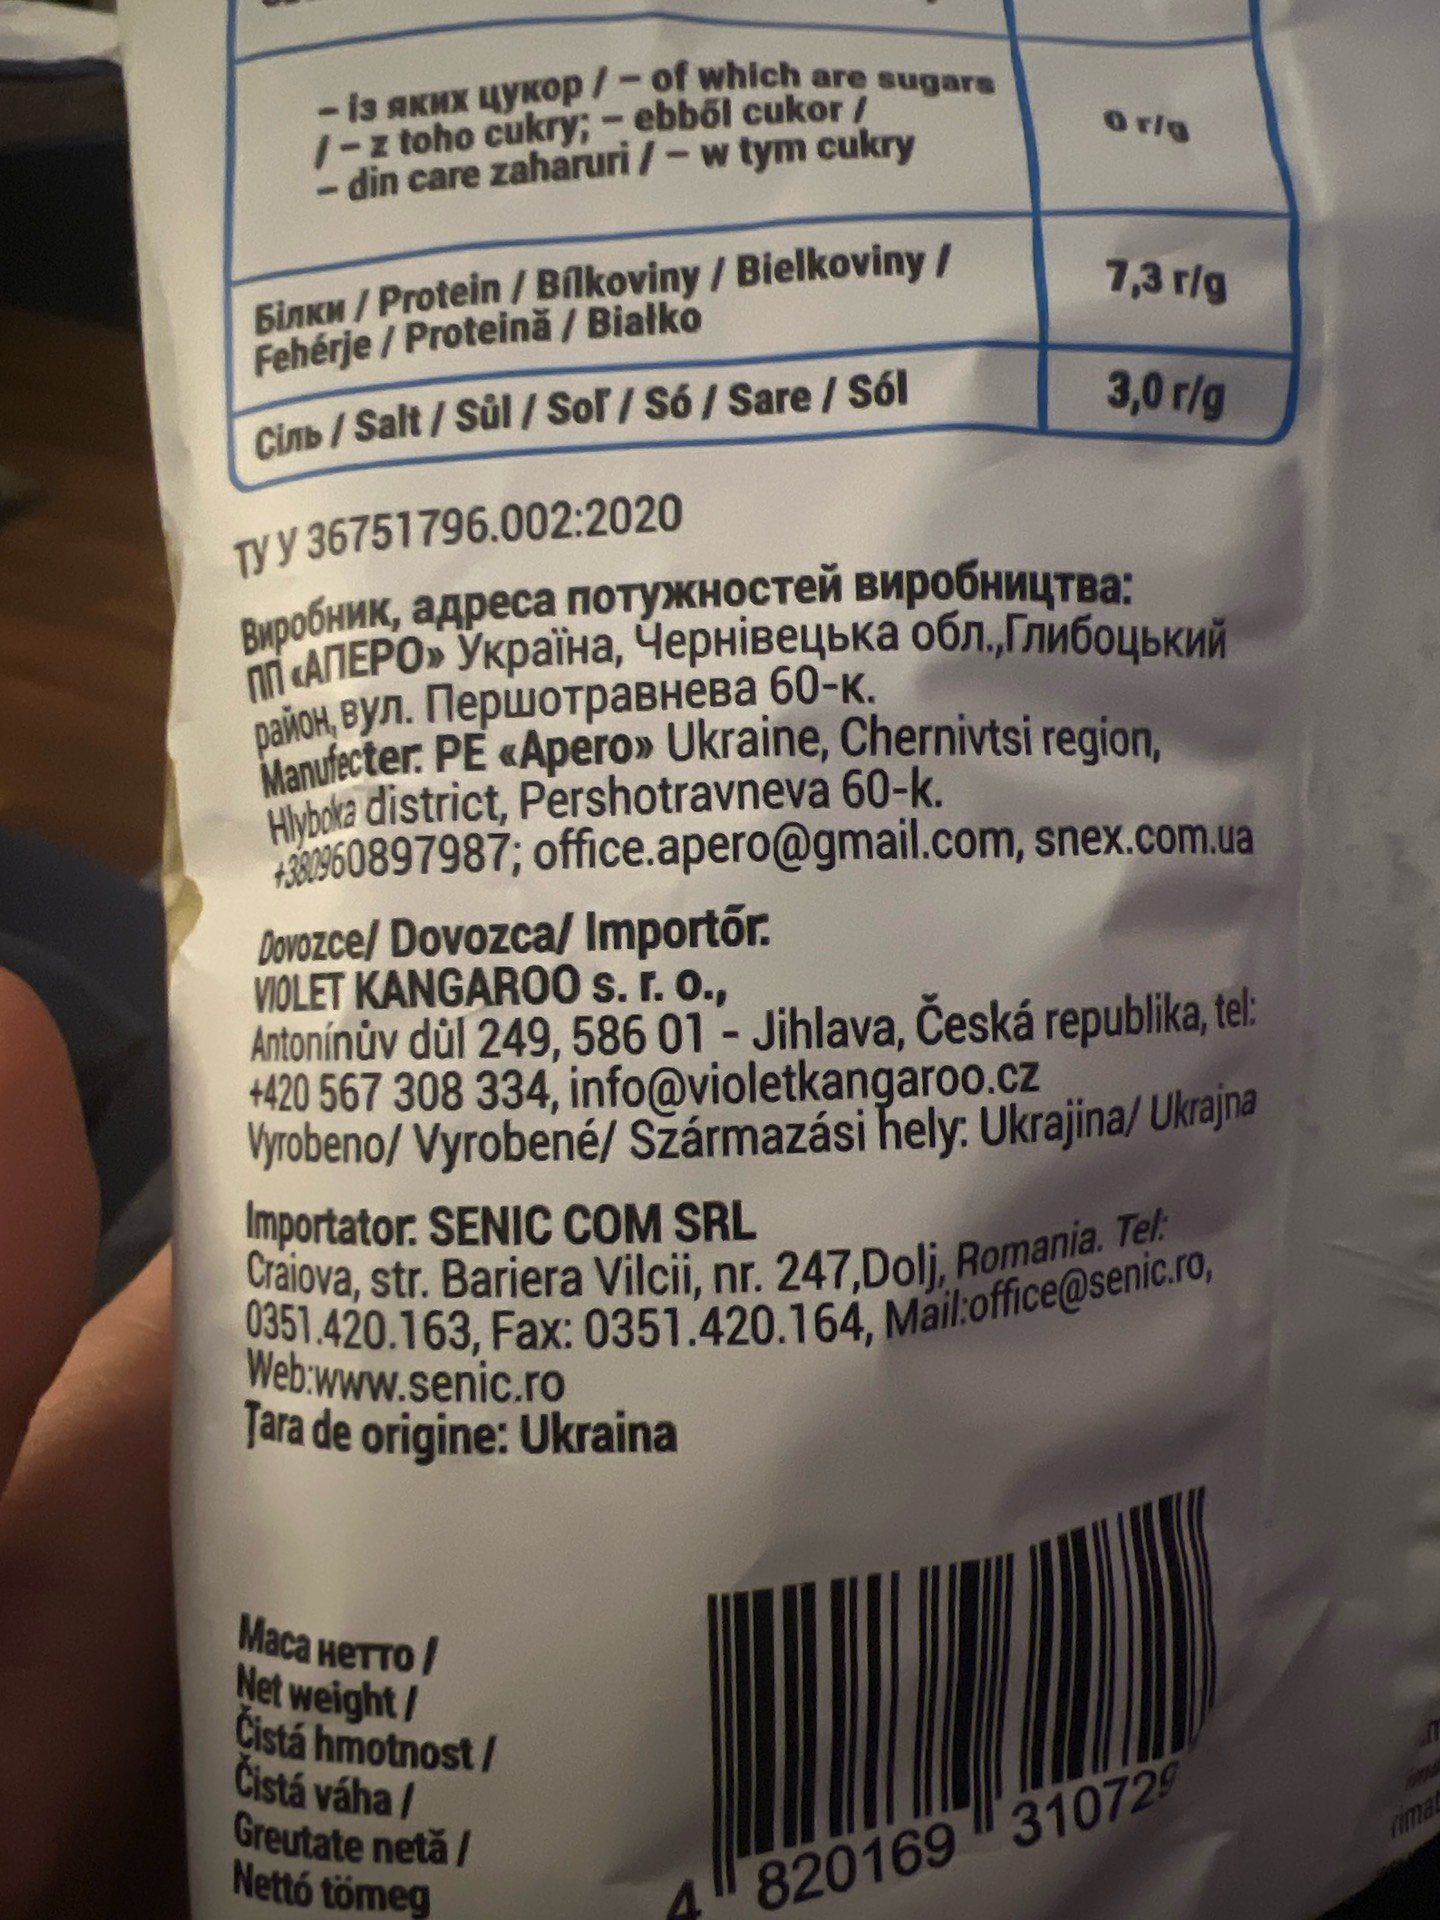 – із яких цукор / – of which are sugars
/ – z toho cukry; – ebből cukor /
– din care zaharuri / – w tym cukry
0 г/g
Білки / Protein / Bílkoviny / Bielkoviny /
Fehérje / Proteină / Białko
7,3 г/g
Сіль / Salt / Sůl / Soľ / Só / Sare / Sól
3,0 г/g
ТУ У 36751796.002:2020
Виробник, адреса потужностей виробництва:
ПП «АПЕРО» Україна, Чернівецька обл.,Глибоцький
район, вул. Першотравнева 60-к.
Manufecter: PE «Apero» Ukraine, Chernivtsi region,
Hlyboka district, Pershotravneva 60-k.
+380960897987; office.apero@gmail.com, snex.com.ua
Dovozce/ Dovozca/ Importőr:
VIOLET KANGAROO s. r. o.,
Antonínův důl 249, 586 01 - Jihlava, Česká republika, tel:
+420 567 308 334, info@violetkangaroo.cz
Vyrobeno/ Vyrobené/ Származási hely: Ukrajina/ Ukrajna
Importator: SENIC COM SRL
Craiova, str. Bariera Vilcii, nr. 247,Dolj, Romania. Tel:
0351.420.163, Fax: 0351.420.164, Mail:office@senic.ro,
Web:www.senic.ro
Țara de origine: Ukraina
Маса нетто /
Net weight /
Čistá hmotnost /
Čistá váha /
Greutate netă /
Nettó tömeg
4 820169 310729